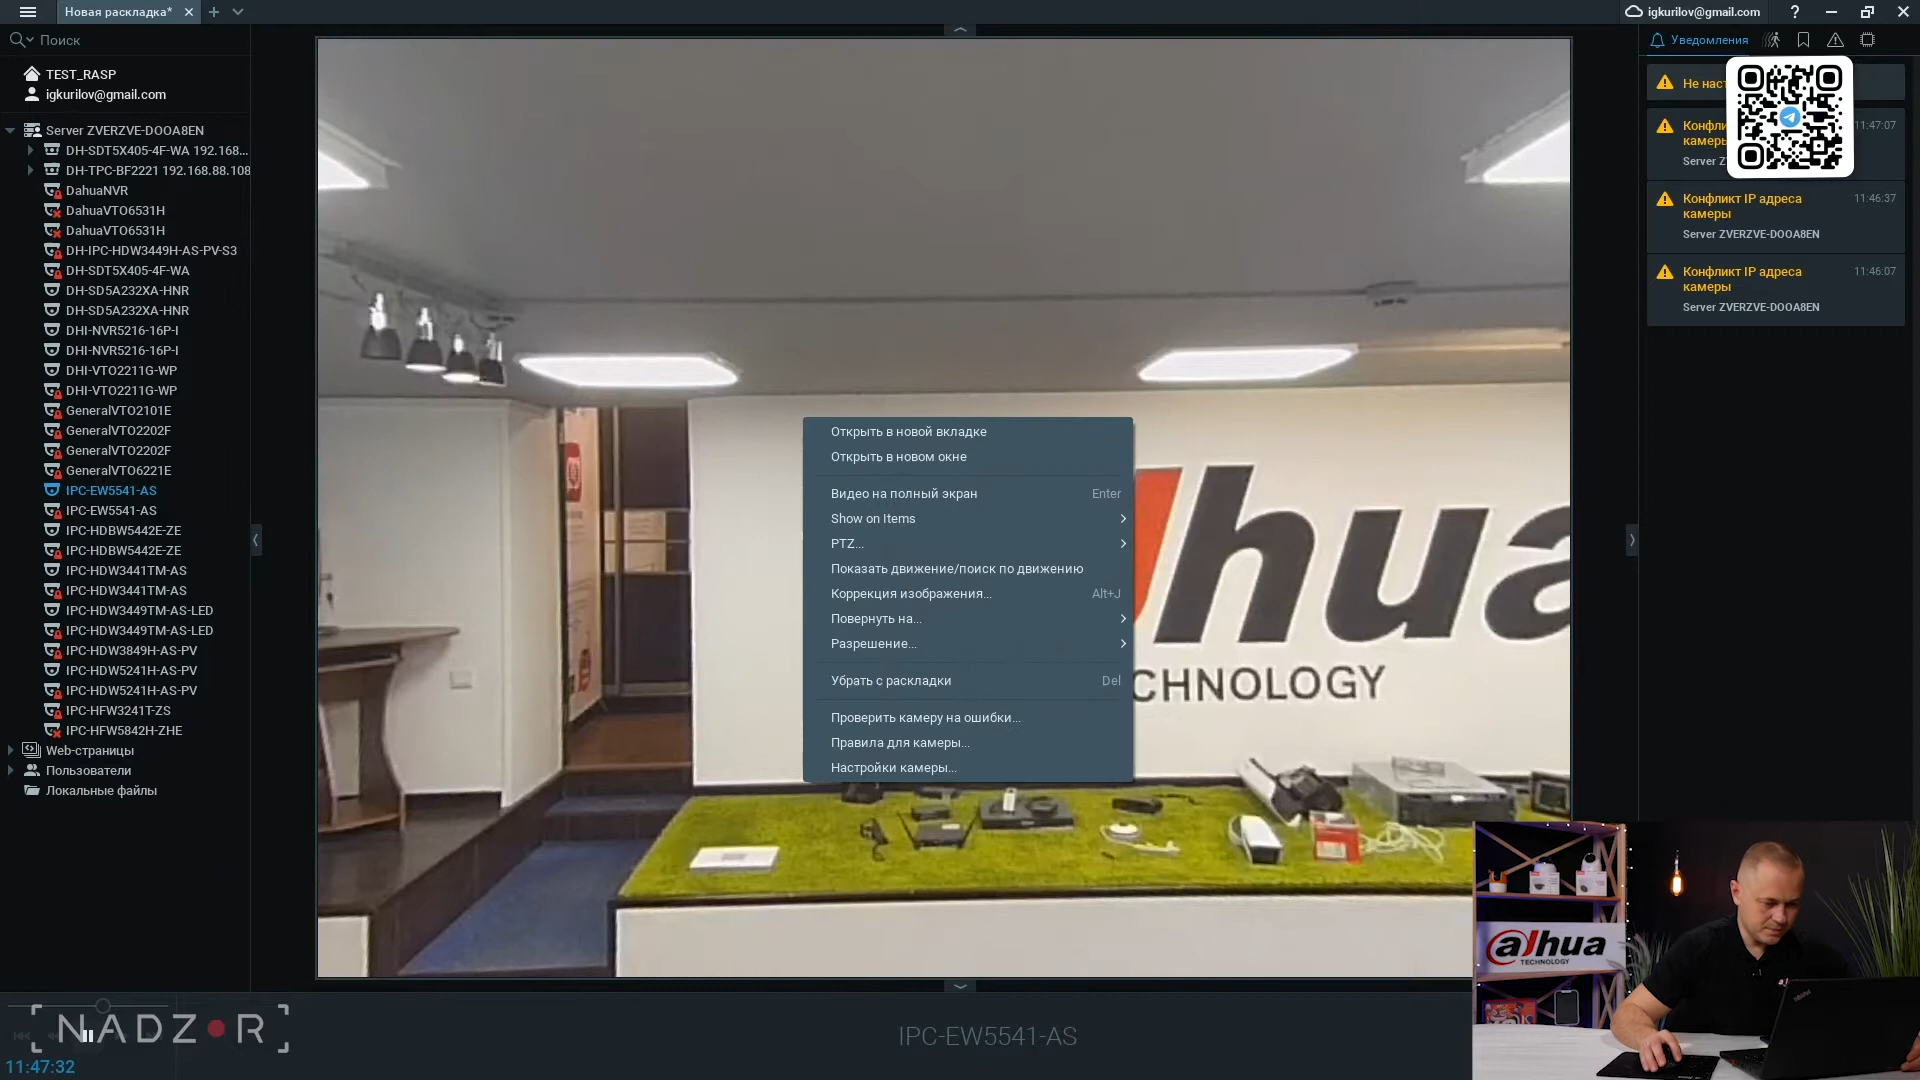 Новая раскладка*
igkurilov@gmail.com
?
Поиск
TEST_RASP
igkurilov@gmail.com
Server ZVERZVE-DOOA8EN
DH-SDT5X405-4F-WA 192.168...
DH-TPC-BF2221 192.168.88.108
DahuaNVR
DahuaVTO6531H
DahuaVTO6531H
DH-IPC-HDW3449H-AS-PV-S3
DH-SDT5X405-4F-WA
DH-SD5A232XA-HNR
DH-SD5A232XA-HNR
DHI-NVR5216-16P-I
DHI-NVR5216-16P-I
DHI-VTO2211G-WP
DHI-VTO2211G-WP
GeneralVTO2101E
GeneralVTO2202F
GeneralVTO2202F
GeneralVTO6221E
IPC-EW5541-AS
IPC-EW5541-AS
IPC-HDBW5442E-ZE
IPC-HDBW5442E-ZE
IPC-HDW3441TM-AS
IPC-HDW3441TM-AS
IPC-HDW3449TM-AS-LED
IPC-HDW3449TM-AS-LED
IPC-HDW3849H-AS-PV
IPC-HDW5241H-AS-PV
IPC-HDW5241H-AS-PV
IPC-HFW3241T-ZS
IPC-HFW5842H-ZHE
Web-страницы
Пользователи
Локальные файлы
Открыть в новой вкладке
Открыть в новом окне
Видео на полный экран Enter
Show on Items
PTZ...
Показать движение/поиск по движению
Коррекция изображения... Alt+J
Повернуть на...
Разрешение...
Убрать с раскладки Del
Проверить камеру на ошибки...
Правила для камеры...
Настройки камеры...
hua
CHNOLOGY
Уведомления
Не наст
Конфли 11:47:07
камеры
Server Z
Конфликт IP адреса 11:46:37
камеры
Server ZVERZVE-DOOA8EN
Конфликт IP адреса 11:46:07
камеры
Server ZVERZVE-DOOA8EN
alhua
TECHNOLOGY
NADZOR
11:47:32
IPC-EW5541-AS